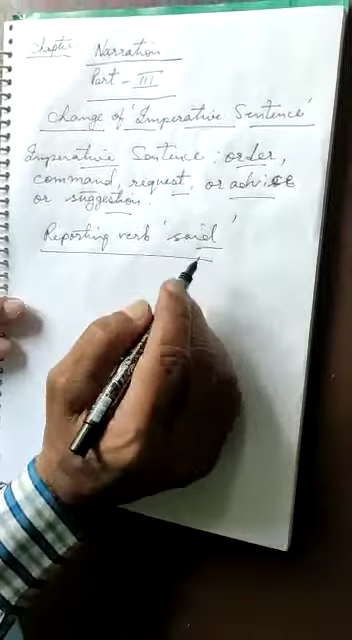 Chapter Narration
Part - III
Change of 'Imperative Sentence'
Imperative Sentence : order,
command, request, or advice
or suggestion.
Reporting verb 'said'